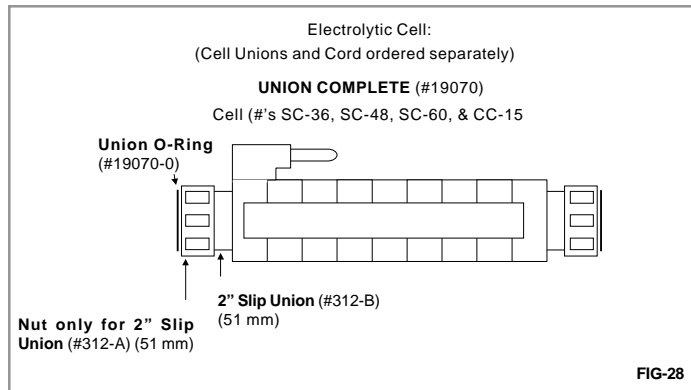 Electrolytic Cell:
(Cell Unions and Cord ordered separately)
UNION COMPLETE (#19070)
Cell (#'s SC-36, SC-48, SC-60, & CC-15
Union O-Ring
(#19070-0)
2" Slip Union (#312-B)
(51 mm)
Nut only for 2" Slip
Union (#312-A) (51 mm)
FIG-28